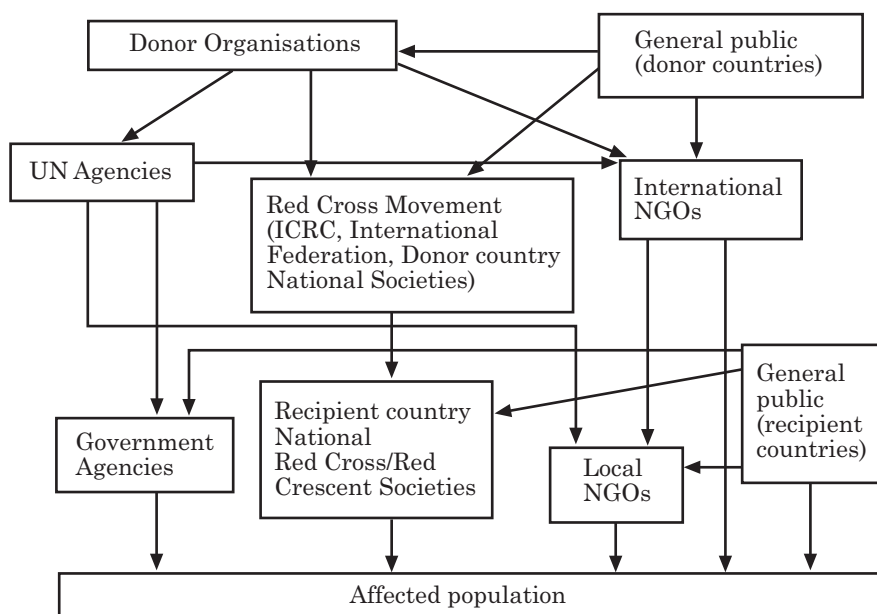 Donor Organisations
General public
(donor countries)
UN Agencies
International
NGOs
Red Cross Movement
(ICRC, International
Federation, Donor country
National Societies)
General
public
(recipient
countries)
Recipient country
National
Red Cross/Red
Crescent Societies
Government
Agencies
Local
NGOs
Affected population